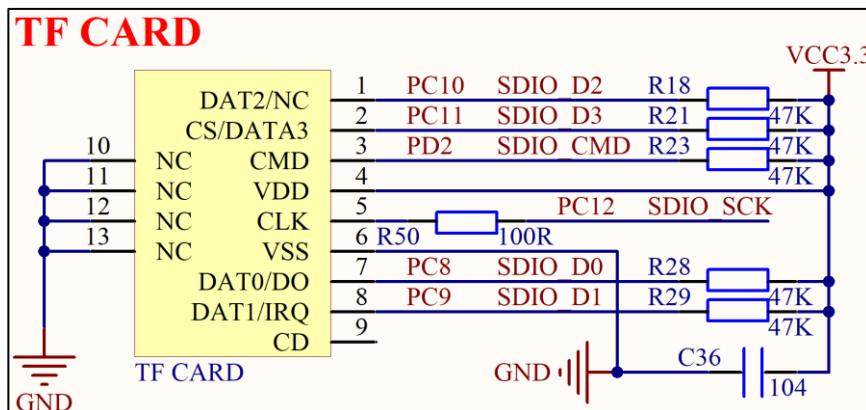 TF CARD
VCC3.3
1 PC10 SDIO_D2 R18
DAT2/NC
2 PC11 SDIO_D3 R21 47K
CS/DATA3
10 3 PD2 SDIO_CMD R23 47K
NC CMD
11 4 47K
NC VDD
12 5 PC12 SDIO_SCK
NC CLK
13 6 R50 100R
NC VSS
7 PC8 SDIO_D0 R28
DAT0/DO
8 PC9 SDIO_D1 R29 47K
DAT1/IRQ
9 47K
CD
TF CARD GND C36
104
GND